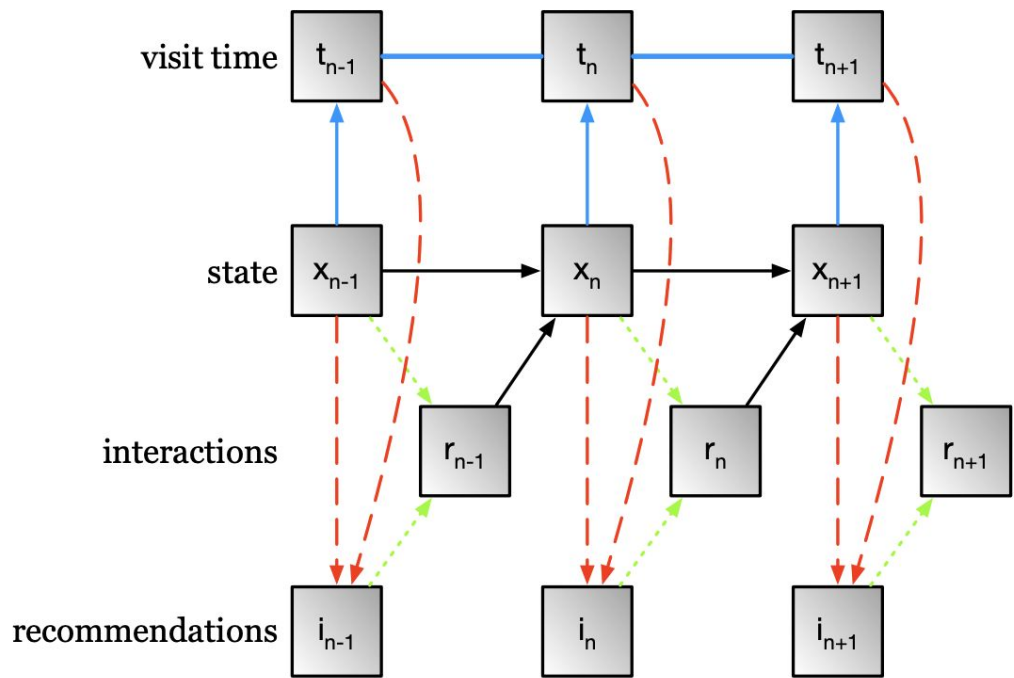 visit time t_{n-1} t_n t_{n+1}
state x_{n-1} x_n x_{n+1}
interactions r_{n-1} r_n r_{n+1}
recommendations i_{n-1} i_n i_{n+1}